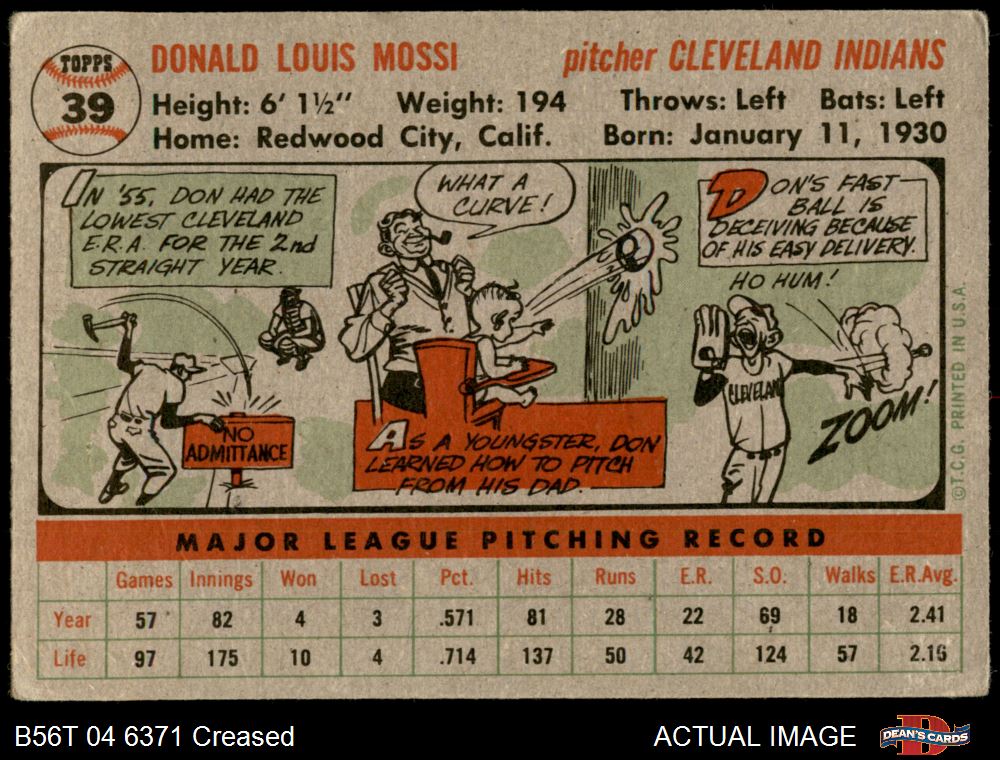 TOPPS
39
DONALD LOUIS MOSSI
pitcher CLEVELAND INDIANS
Height: 6' 1½" Weight: 194 Throws: Left Bats: Left
Home: Redwood City, Calif. Born: January 11, 1930
IN '55, DON HAD THE
LOWEST CLEVELAND
E.R.A. FOR THE 2nd
STRAIGHT YEAR.
NO
ADMITTANCE
WHAT A
CURVE!
AS A YOUNGSTER, DON
LEARNED HOW TO PITCH
FROM HIS DAD.
DON'S FAST
BALL IS
DECEIVING BECAUSE
OF HIS EASY DELIVERY.
HO HUM!
CLEVELAND
ZOOM!
©T.C.G. PRINTED IN U.S.A.
MAJOR LEAGUE PITCHING RECORD
Games Innings Won Lost Pct. Hits Runs E.R. S.O. Walks E.R.Avg.
Year 57 82 4 3 .571 81 28 22 69 18 2.41
Life 97 175 10 4 .714 137 50 42 124 57 2.16
B56T 04 6371 Creased
ACTUAL IMAGE
D
DEAN'S CARDS